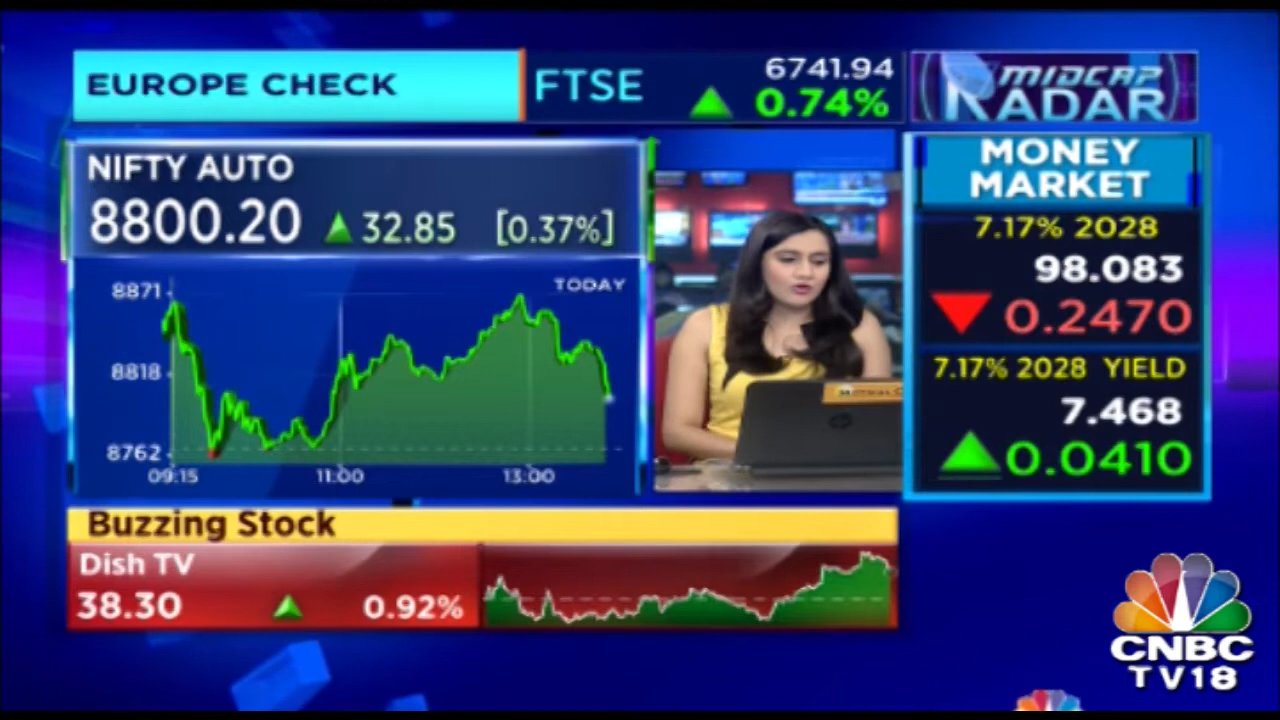 EUROPE CHECK
FTSE
6741.94
0.74%
MIDCAP
RADAR
NIFTY AUTO
8800.20 32.85 [0.37%]
TODAY
8871
8818
8762
09:15 11:00 13:00
MONEY
MARKET
7.17% 2028
98.083
0.2470
7.17% 2028 YIELD
7.468
0.0410
Buzzing Stock
Dish TV
38.30 0.92%
CNBC
TV18